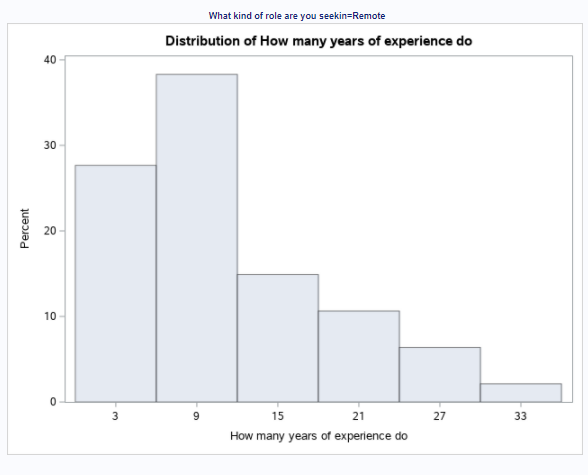 What kind of role are you seekin=Remote
Distribution of How many years of experience do
40
30
20
10
0
Percent
3 9 15 21 27 33
How many years of experience do